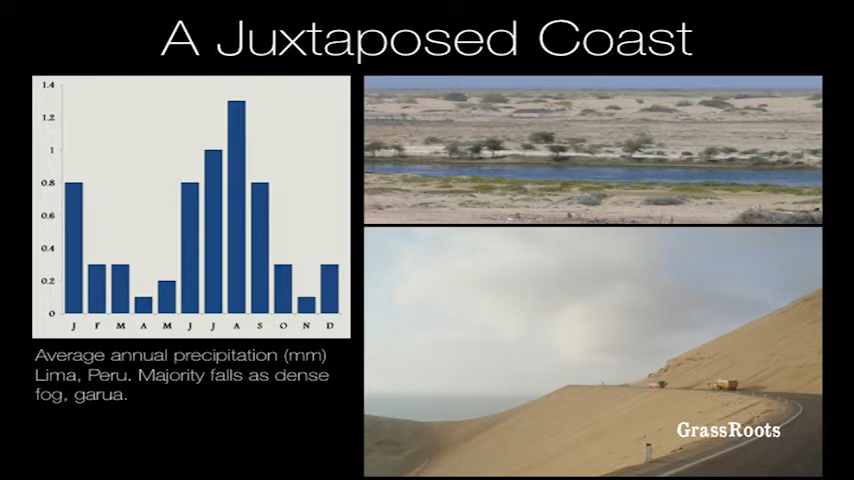 A Juxtaposed Coast
1.4
1.2
1
0.8
0.6
0.4
0.2
0
J F M A M J J A S O N D
Average annual precipitation (mm)
Lima, Peru. Majority falls as dense
fog, garua.
GrassRoots